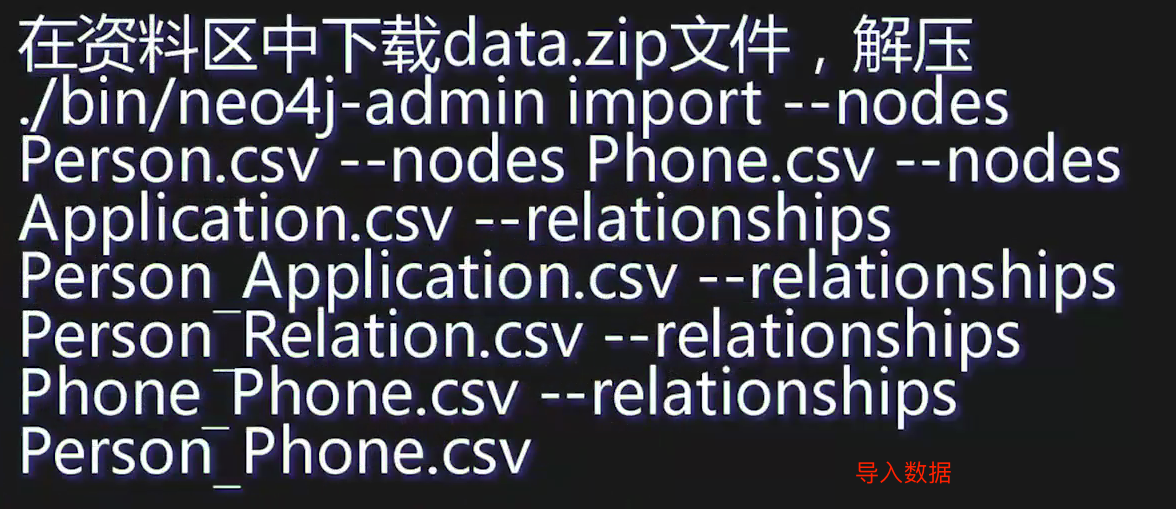 在资料区中下载data.zip文件，解压
./bin/neo4j-admin import --nodes
Person.csv --nodes Phone.csv --nodes
Application.csv --relationships
Person_Application.csv --relationships
Person_Relation.csv --relationships
Phone_Phone.csv --relationships
Person_Phone.csv
导入数据